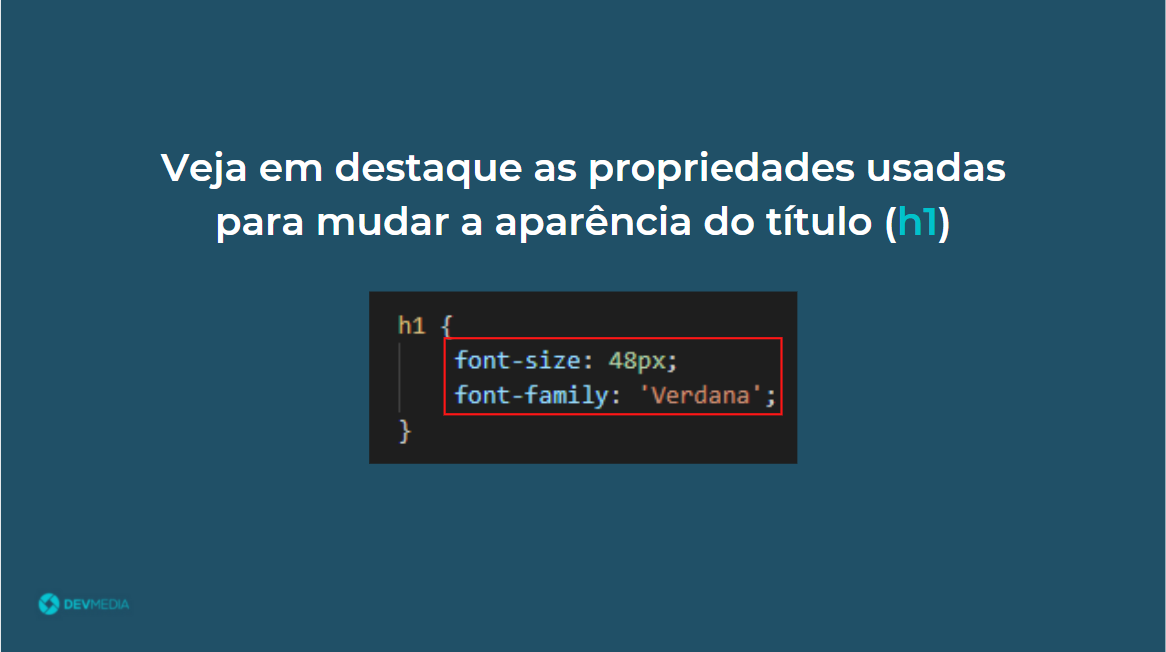 Veja em destaque as propriedades usadas
para mudar a aparência do título (h1)
h1 {
font-size: 48px;
font-family: 'Verdana';
}
DEVMEDIA